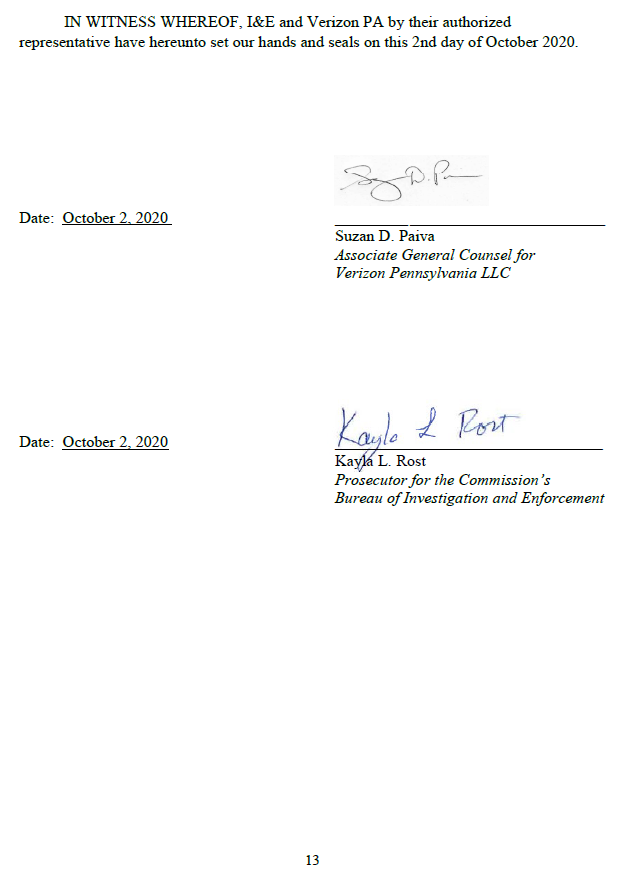 IN WITNESS WHEREOF, I&E and Verizon PA by their authorized
representative have hereunto set our hands and seals on this 2nd day of October 2020.
Date: October 2, 2020
Suzan D. Paiva
Associate General Counsel for
Verizon Pennsylvania LLC
Kayla L Rost
Date: October 2, 2020
Kayla L. Rost
Prosecutor for the Commission's
Bureau of Investigation and Enforcement
13